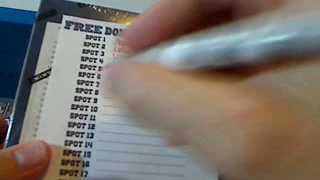 FREE DO
SPOT 1
SPOT 2
SPOT 3
SPOT 4
SPOT 5
SPOT 6
SPOT 7
SPOT 8
SPOT 9
SPOT 10
SPOT 11
SPOT 12
SPOT 13
SPOT 14
SPOT 15
SPOT 16
SPOT 17